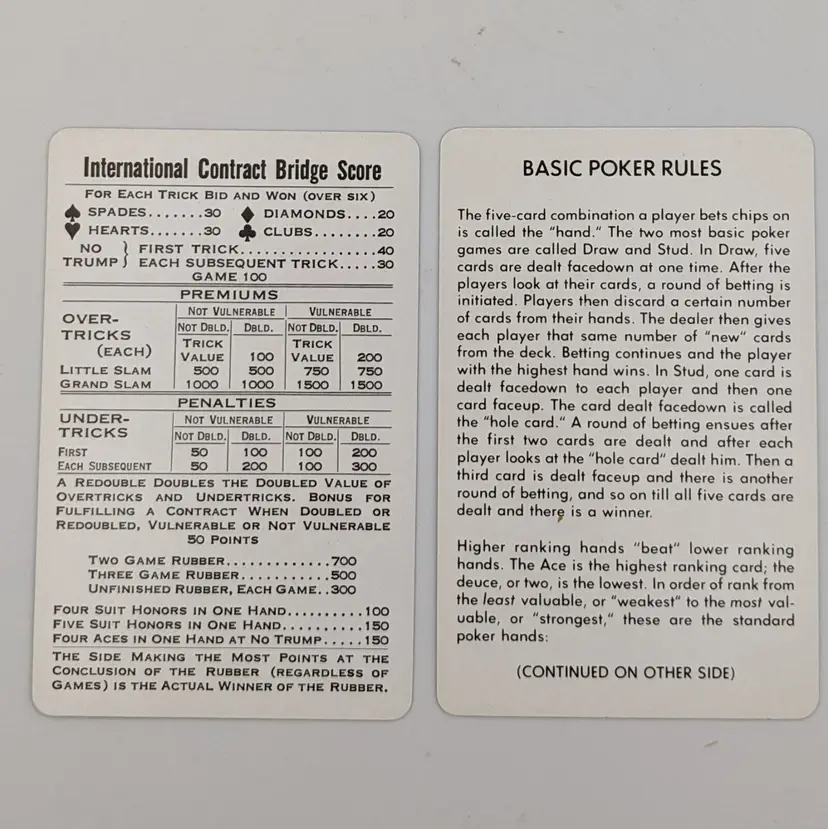 International Contract Bridge Score
FOR EACH TRICK BID AND WON (OVER SIX)
♠ SPADES.......30 ♦ DIAMONDS....20
♥ HEARTS.......30 ♣ CLUBS........20
NO TRUMP } FIRST TRICK.................40
EACH SUBSEQUENT TRICK.....30
GAME 100
PREMIUMS
OVER-TRICKS (EACH) NOT VULNERABLE VULNERABLE
NOT DBLD. DBLD. NOT DBLD. DBLD.
TRICK VALUE 100 TRICK VALUE 200
LITTLE SLAM 500 500 750 750
GRAND SLAM 1000 1000 1500 1500
PENALTIES
UNDER-TRICKS NOT VULNERABLE VULNERABLE
NOT DBLD. DBLD. NOT DBLD. DBLD.
FIRST 50 100 100 200
EACH SUBSEQUENT 50 200 100 300
A REDOUBLE DOUBLES THE DOUBLED VALUE OF
OVERTRICKS AND UNDERTRICKS. BONUS FOR
FULFILLING A CONTRACT WHEN DOUBLED OR
REDOUBLED, VULNERABLE OR NOT VULNERABLE
50 POINTS
TWO GAME RUBBER.............700
THREE GAME RUBBER...........500
UNFINISHED RUBBER, EACH GAME..300
FOUR SUIT HONORS IN ONE HAND..........100
FIVE SUIT HONORS IN ONE HAND..........150
FOUR ACES IN ONE HAND AT NO TRUMP.....150
THE SIDE MAKING THE MOST POINTS AT THE
CONCLUSION OF THE RUBBER (REGARDLESS OF
GAMES) IS THE ACTUAL WINNER OF THE RUBBER.
BASIC POKER RULES
The five-card combination a player bets chips on
is called the "hand." The two most basic poker
games are called Draw and Stud. In Draw, five
cards are dealt facedown at one time. After the
players look at their cards, a round of betting is
initiated. Players then discard a certain number
of cards from their hands. The dealer then gives
each player that same number of "new" cards
from the deck. Betting continues and the player
with the highest hand wins. In Stud, one card is
dealt facedown to each player and then one
card faceup. The card dealt facedown is called
the "hole card." A round of betting ensues after
the first two cards are dealt and after each
player looks at the "hole card" dealt him. Then a
third card is dealt faceup and there is another
round of betting, and so on till all five cards are
dealt and there is a winner.
Higher ranking hands "beat" lower ranking
hands. The Ace is the highest ranking card; the
deuce, or two, is the lowest. In order of rank from
the least valuable, or "weakest" to the most val-
uable, or "strongest," these are the standard
poker hands:
(CONTINUED ON OTHER SIDE)